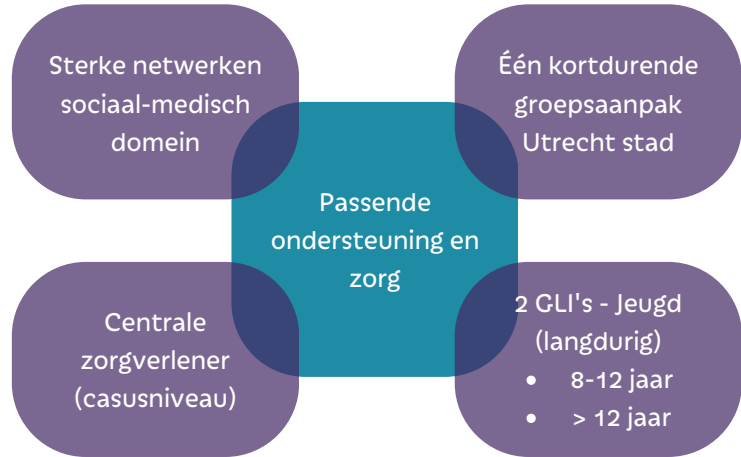 Sterke netwerken
sociaal-medisch
domein
Één kortdurende
groepsaanpak
Utrecht stad
Passende
ondersteuning en
zorg
Centrale
zorgverlener
(casusniveau)
2 GLI's - Jeugd
(langdurig)
• 8-12 jaar
• > 12 jaar